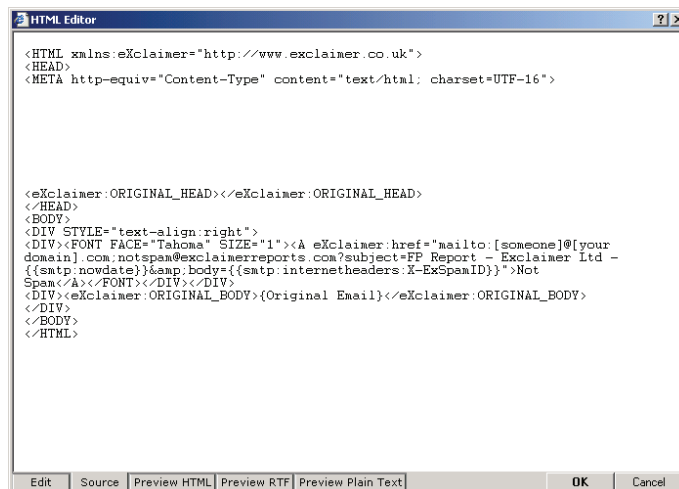 HTML Editor
<HTML xmlns:eXclaimer="http://www.exclaimer.co.uk">
<HEAD>
<META http-equiv="Content-Type" content="text/html; charset=UTF-16">
<eXclaimer:ORIGINAL_HEAD></eXclaimer:ORIGINAL_HEAD>
</HEAD>
<BODY>
<DIV STYLE="text-align:right">
<DIV><FONT FACE="Tahoma" SIZE="1"><A eXclaimer:href="mailto:[someone]@[your
domain].com;notspam@exclaimerreports.com?subject=FP Report - Exclaimer Ltd -
{{smtp:nowdate}}&amp;body={{smtp:internetheaders:X-ExSpamID}}">Not
Spam</A></FONT></DIV></DIV>
<DIV><eXclaimer:ORIGINAL_BODY>{Original Email}</eXclaimer:ORIGINAL_BODY>
</DIV>
</BODY>
</HTML>
Edit Source Preview HTML Preview RTF Preview Plain Text OK Cancel